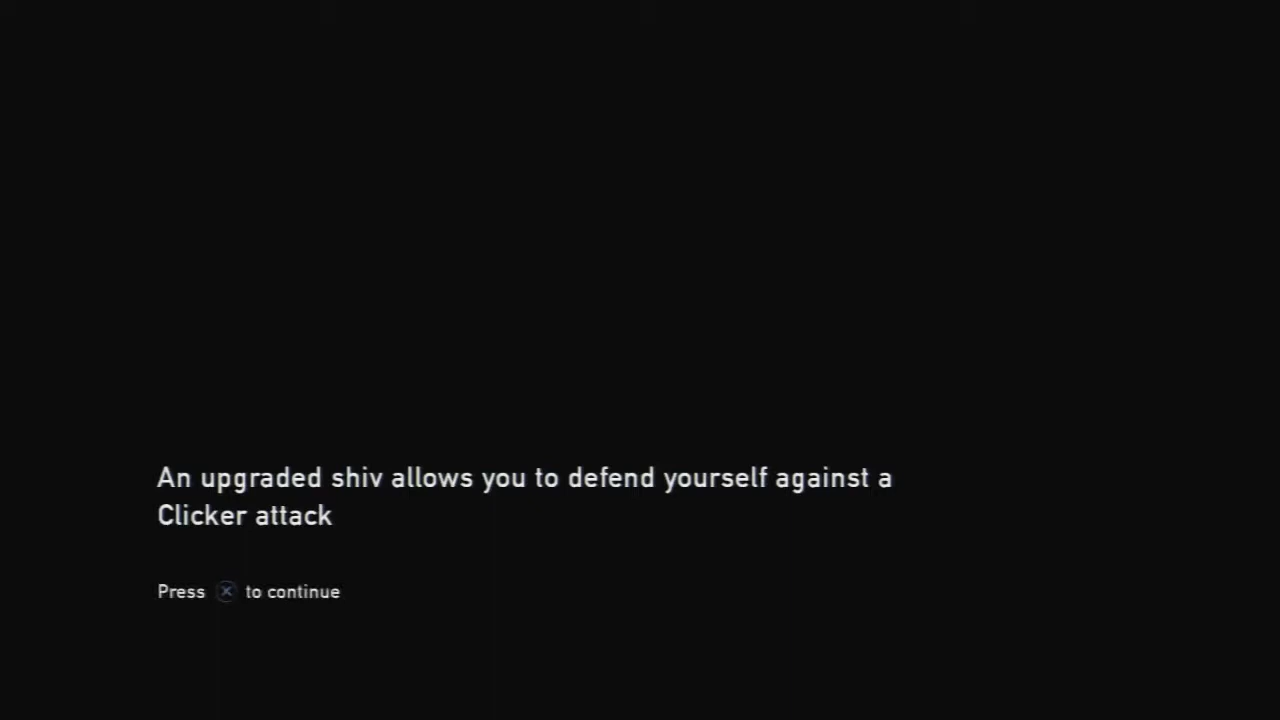 An upgraded shiv allows you to defend yourself against a
Clicker attack
Press ⓧ to continue